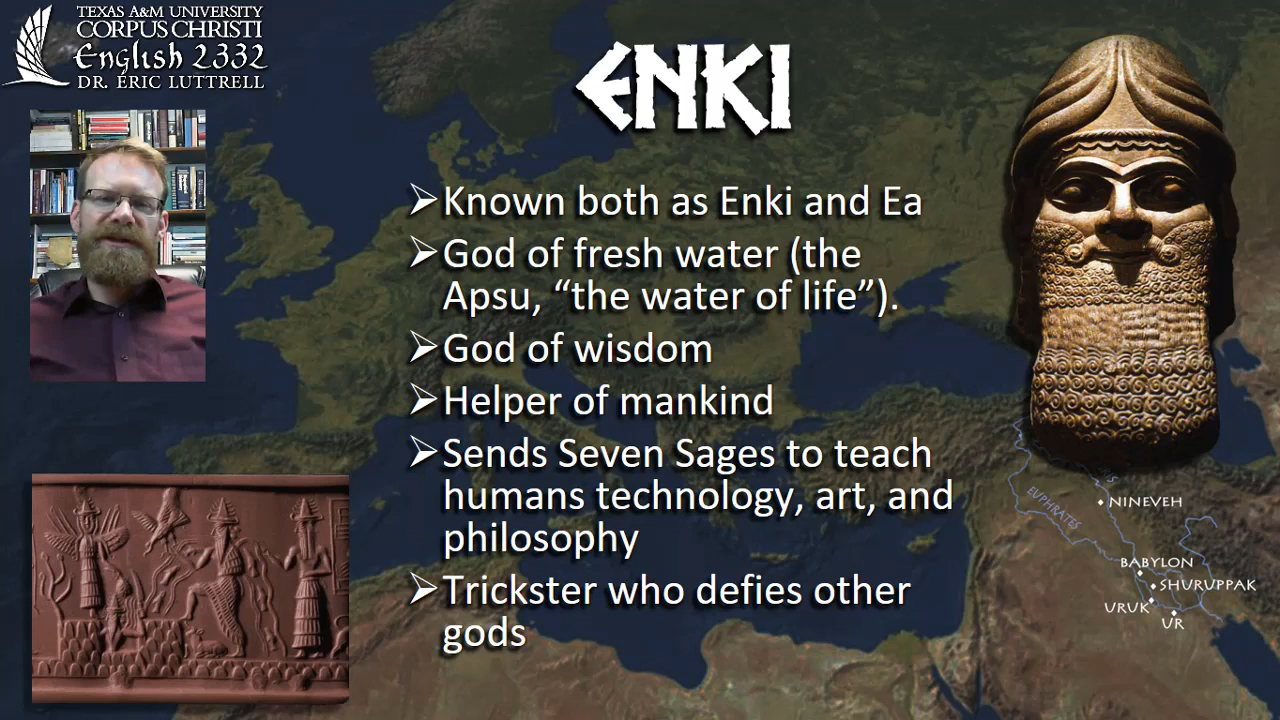 TEXAS A&M UNIVERSITY
CORPUS CHRISTI
English 2332
DR. ERIC LUTTRELL
ENKI
➢Known both as Enki and Ea
➢God of fresh water (the
Apsu, “the water of life”).
➢God of wisdom
➢Helper of mankind
➢Sends Seven Sages to teach
humans technology, art, and
philosophy
➢Trickster who defies other
gods
EUPHRATES
NINEVEH
BABYLON
SHURUPPAK
URUK
UR